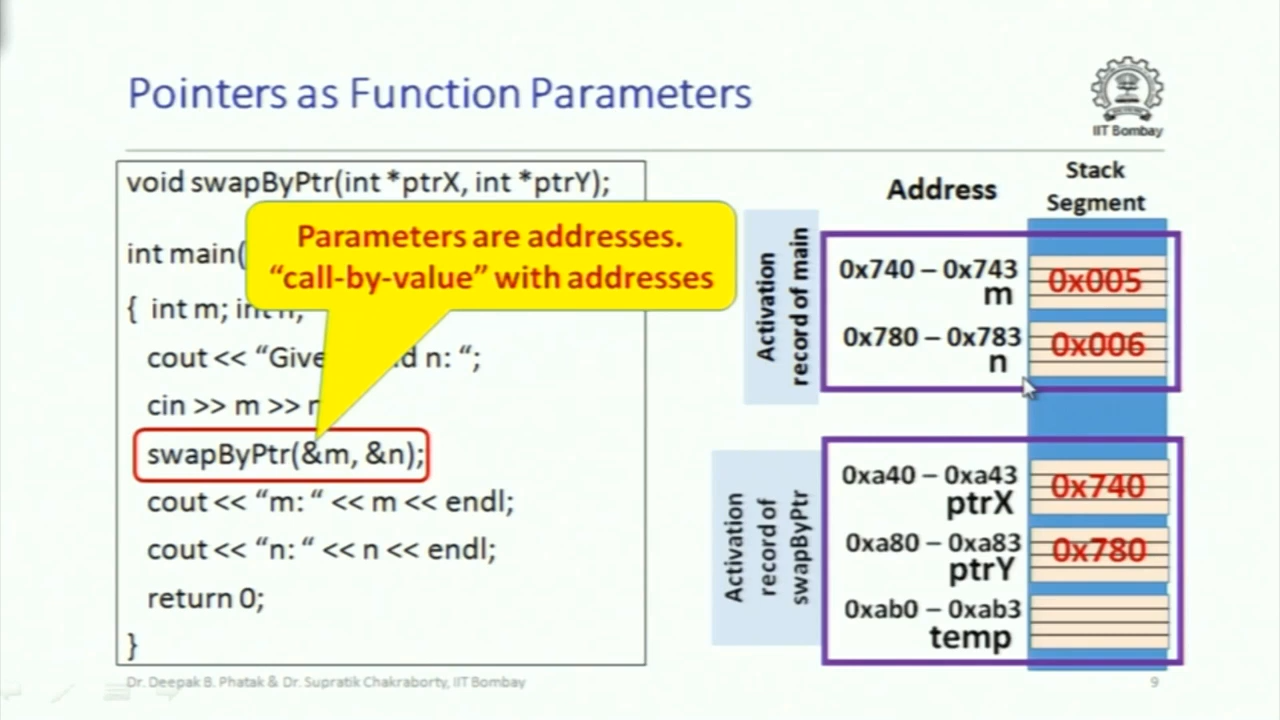 Pointers as Function Parameters
IIT Bombay
void swapByPtr(int *ptrX, int *ptrY);
int main(
Parameters are addresses.
“call-by-value” with addresses
{ int m; int n;
cout << “Give d n: “;
cin >> m >> n
swapByPtr(&m, &n);
cout << “m: “ << m << endl;
cout << “n: “ << n << endl;
return 0;
}
Address
Stack
Segment
Activation
record of main
0x740 – 0x743
m
0x005
0x780 – 0x783
n
0x006
Activation
record of
swapByPtr
0xa40 – 0xa43
ptrX
0x740
0xa80 – 0xa83
ptrY
0x780
0xab0 – 0xab3
temp
Dr. Deepak B. Phatak & Dr. Supratik Chakraborty, IIT Bombay
9